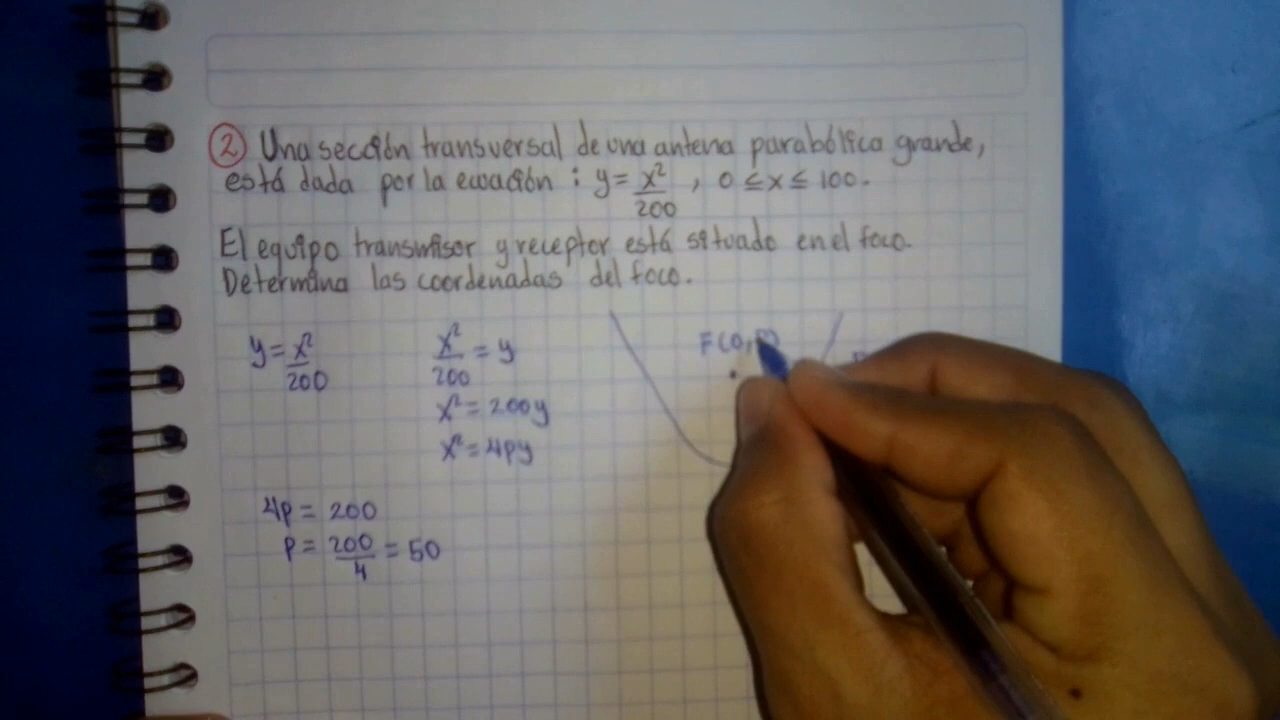 2 Una sección transversal de una antena parabólica grande,
está dada por la ecuación : y = x²/200 , 0 ≤ x ≤ 100.
El equipo transmisor y receptor está situado en el foco.
Determina las coordenadas del foco.
y = x²/200
x²/200 = y
x² = 200y
x² = 4py
4p = 200
p = 200/4 = 50
F(0,